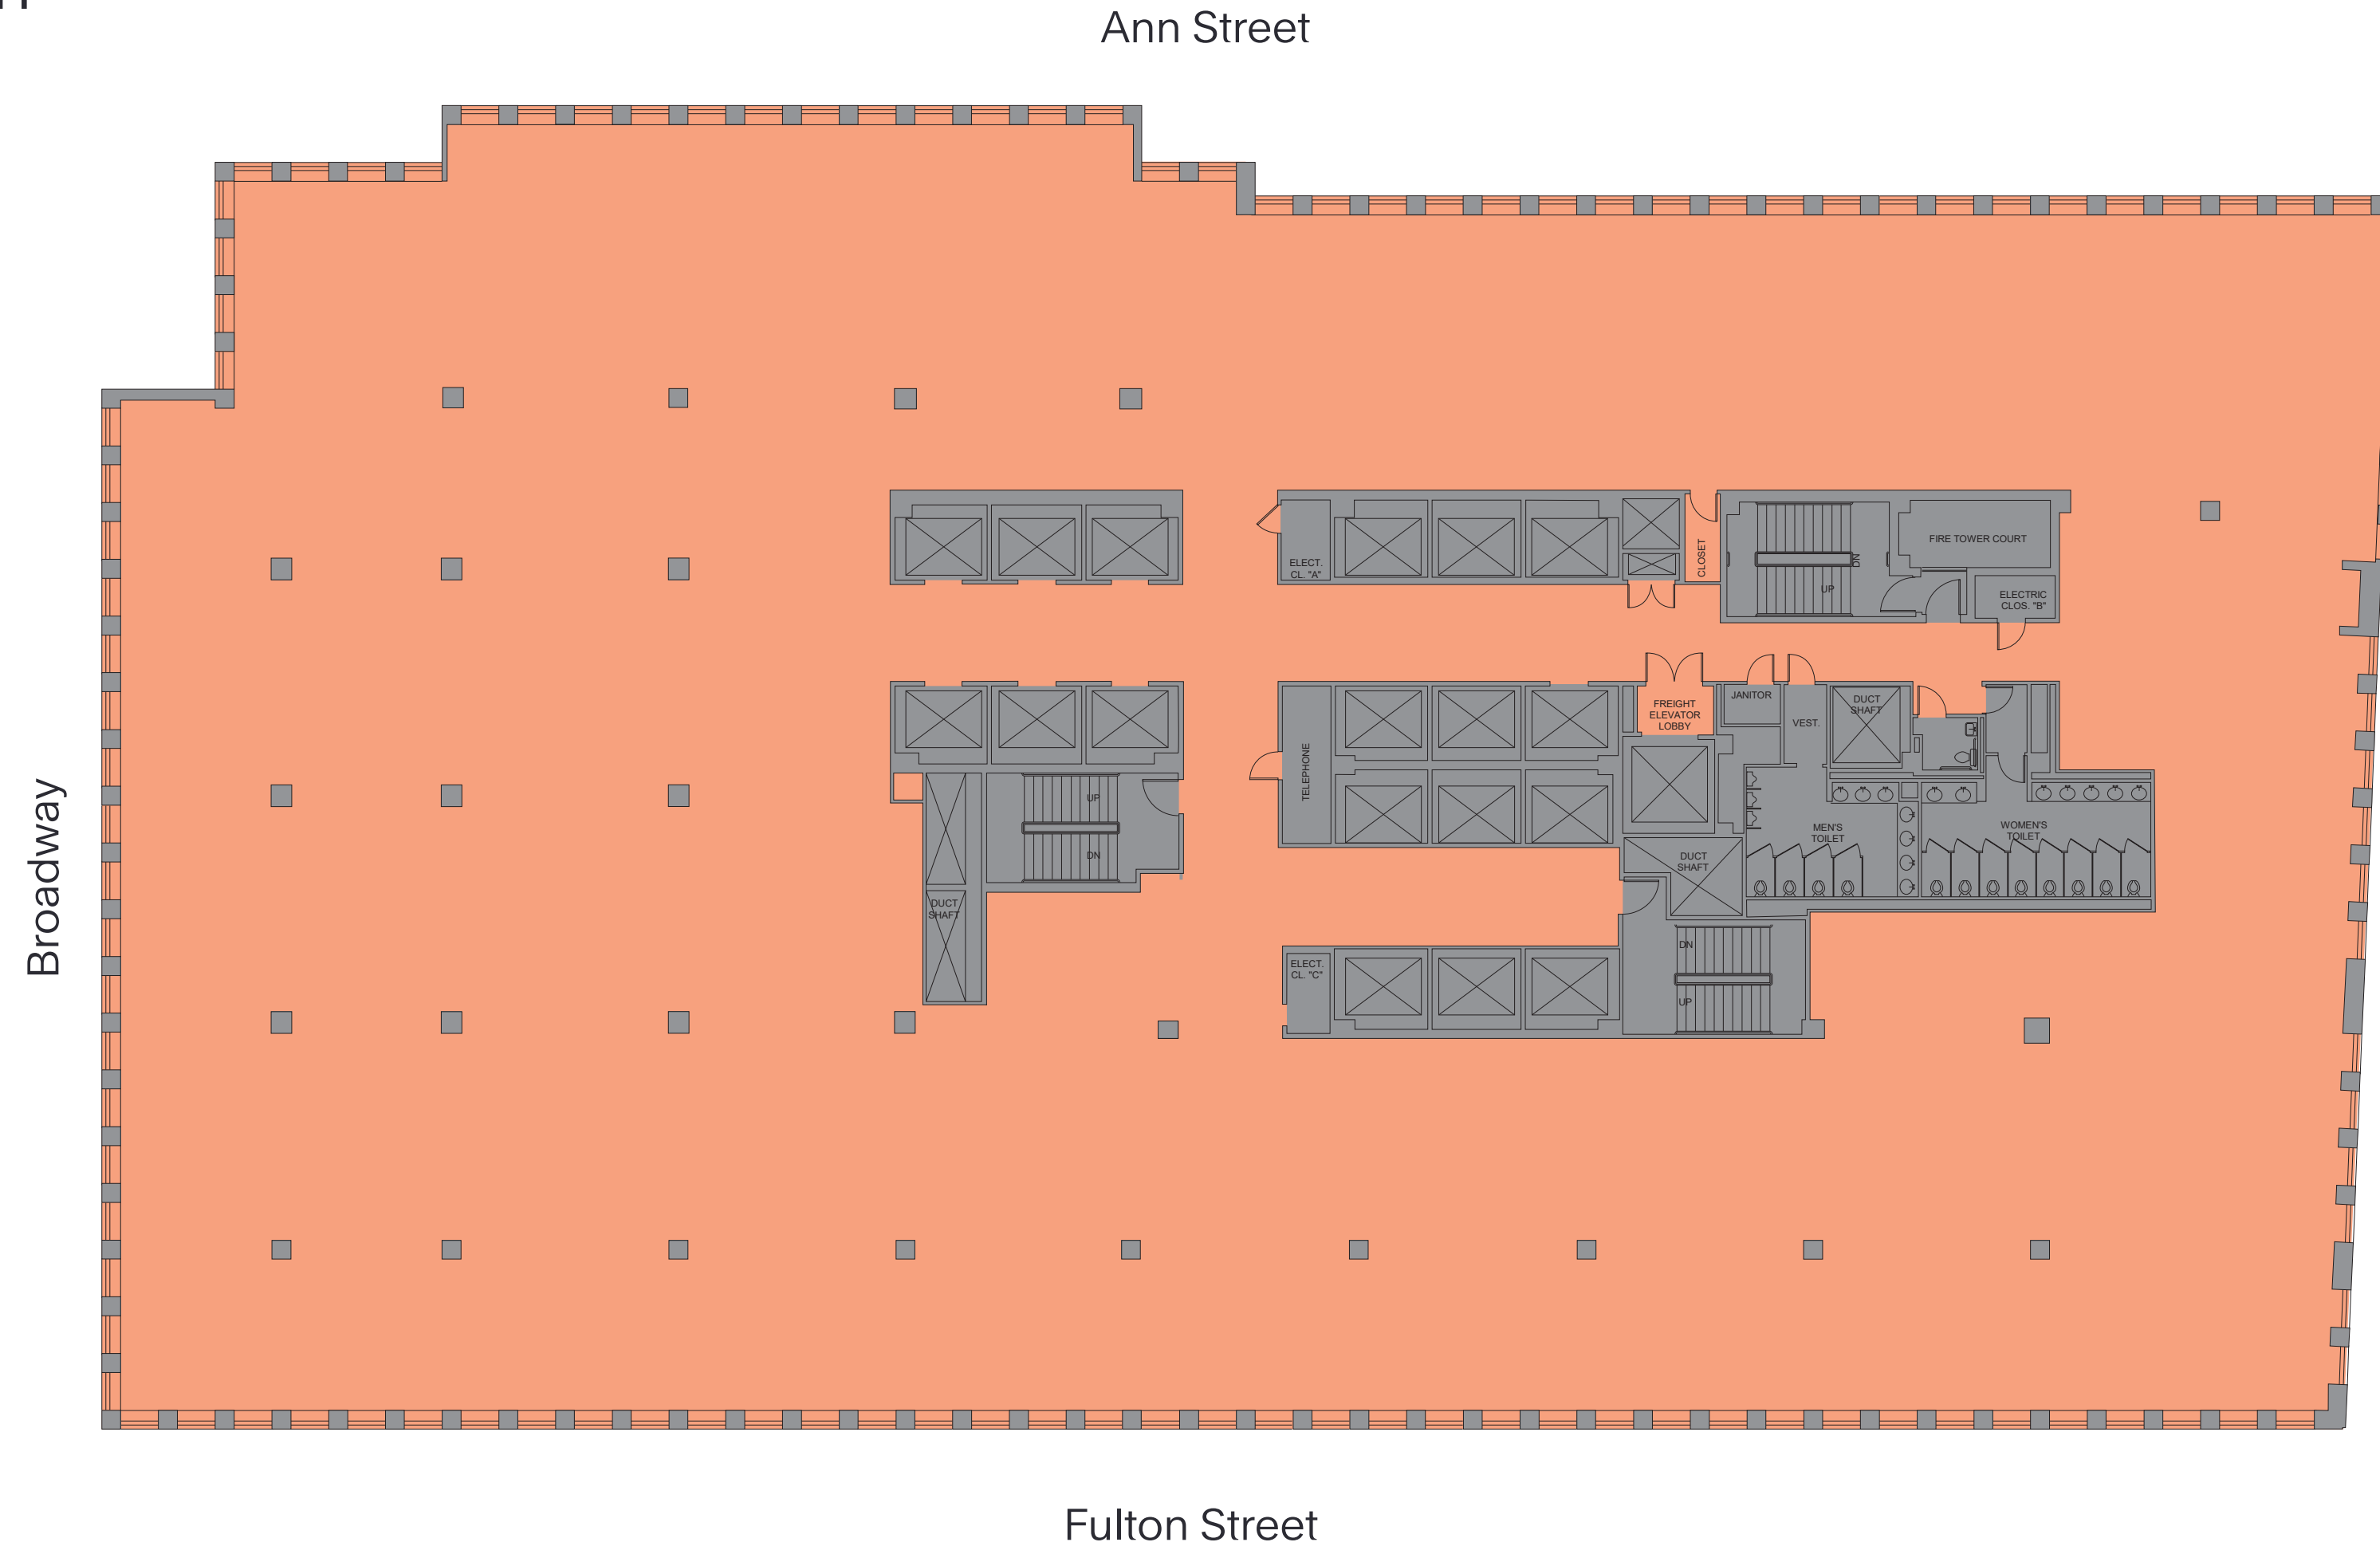 Ann Street
FIRE TOWER COURT
CLOSET
DN
ELECT.
CL. "A"
UP
ELECTRIC
CLOS. "B"
JANITOR
FREIGHT
ELEVATOR
LOBBY
DUCT
SHAFT
VEST.
TELEPHONE
UP
DN
MEN'S
TOILET
WOMEN'S
TOILET
DUCT
SHAFT
DUCT
SHAFT
DN
UP
ELECT.
CL. "C"
Broadway
Fulton Street